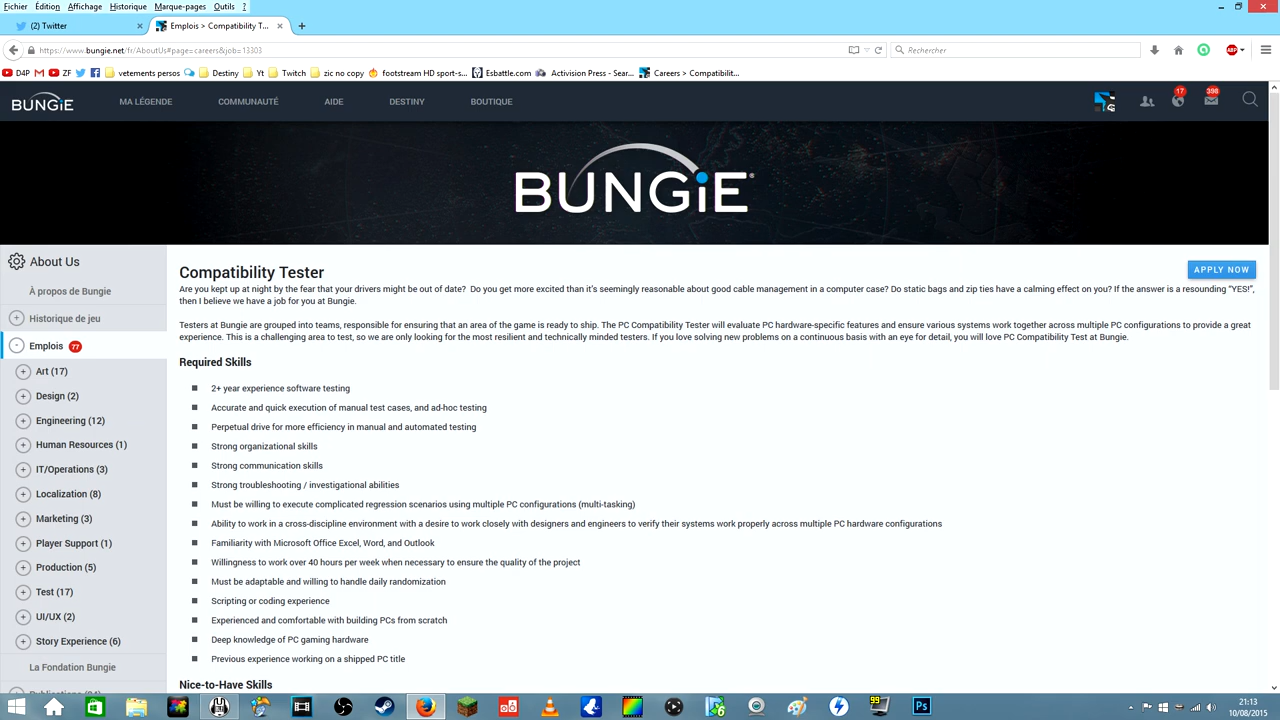 Fichier Édition Affichage Historique Marque-pages Outils ?
(2) Twitter × Emplois > Compatibility T... × +
https://www.bungie.net/fr/AboutUs#page=careers&job=13303 Rechercher ABP
D4P ZF vetements persos Destiny Yt Twitch zic no copy footstream HD sport-s... Esbattle.com Activision Press - Sear... Careers > Compatibilit...
BUNGIE MA LÉGENDE COMMUNAUTÉ AIDE DESTINY BOUTIQUE 17 398
BUNGIE
About Us
À propos de Bungie
Historique de jeu
Emplois 77
Art (17)
Design (2)
Engineering (12)
Human Resources (1)
IT/Operations (3)
Localization (8)
Marketing (3)
Player Support (1)
Production (5)
Test (17)
UI/UX (2)
Story Experience (6)
La Fondation Bungie
Compatibility Tester
APPLY NOW
Are you kept up at night by the fear that your drivers might be out of date? Do you get more excited than it's seemingly reasonable about good cable management in a computer case? Do static bags and zip ties have a calming effect on you? If the answer is a resounding "YES!",
then I believe we have a job for you at Bungie.
Testers at Bungie are grouped into teams, responsible for ensuring that an area of the game is ready to ship. The PC Compatibility Tester will evaluate PC hardware-specific features and ensure various systems work together across multiple PC configurations to provide a great
experience. This is a challenging area to test, so we are only looking for the most resilient and technically minded testers. If you love solving new problems on a continuous basis with an eye for detail, you will love PC Compatibility Test at Bungie.
Required Skills
2+ year experience software testing
Accurate and quick execution of manual test cases, and ad-hoc testing
Perpetual drive for more efficiency in manual and automated testing
Strong organizational skills
Strong communication skills
Strong troubleshooting / investigational abilities
Must be willing to execute complicated regression scenarios using multiple PC configurations (multi-tasking)
Ability to work in a cross-discipline environment with a desire to work closely with designers and engineers to verify their systems work properly across multiple PC hardware configurations
Familiarity with Microsoft Office Excel, Word, and Outlook
Willingness to work over 40 hours per week when necessary to ensure the quality of the project
Must be adaptable and willing to handle daily randomization
Scripting or coding experience
Experienced and comfortable with building PCs from scratch
Deep knowledge of PC gaming hardware
Previous experience working on a shipped PC title
Nice-to-Have Skills
99 Ps
21:13
10/08/2015